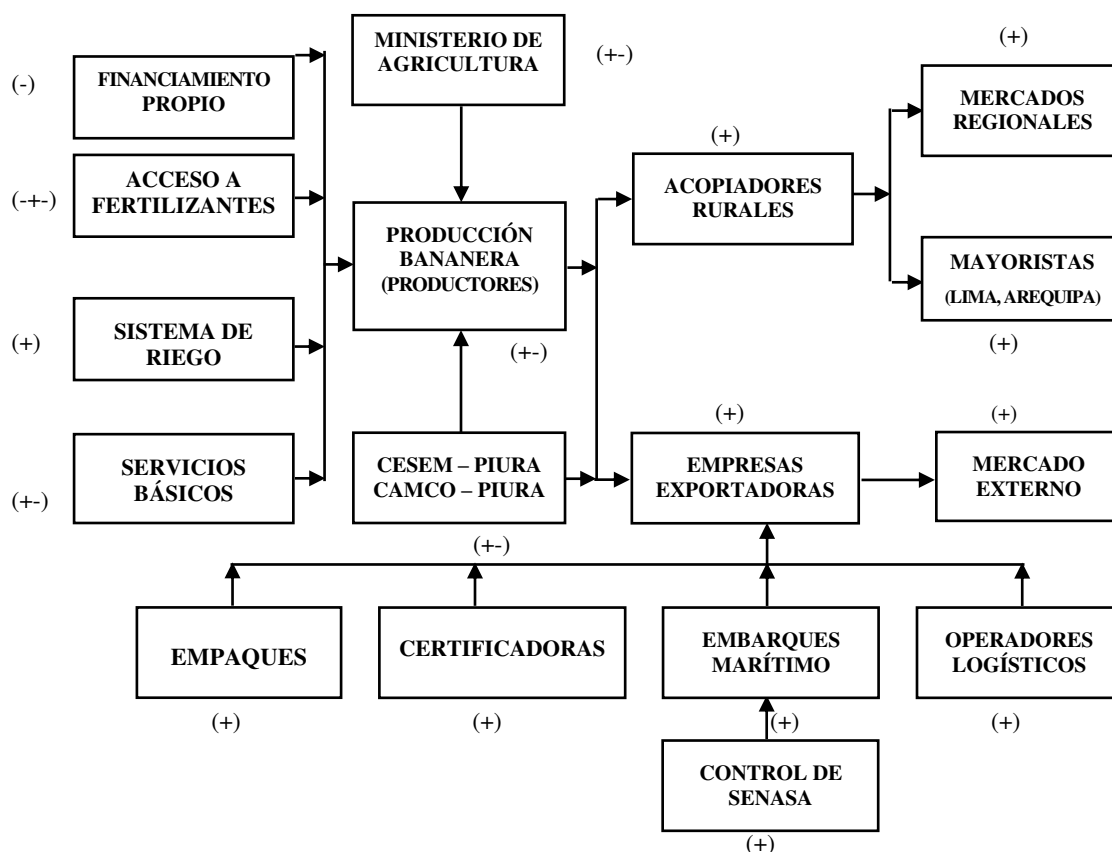 MINISTERIO DE
AGRICULTURA
(+-)
(+)
(-)
FINANCIAMIENTO
PROPIO
MERCADOS
REGIONALES
(+)
ACOPIADORES
RURALES
(-+-)
ACCESO A
FERTILIZANTES
PRODUCCIÓN
BANANERA
(PRODUCTORES)
(+-)
MAYORISTAS
(LIMA, AREQUIPA)
(+)
(+)
SISTEMA DE
RIEGO
(+-)
SERVICIOS
BÁSICOS
CESEM – PIURA
CAMCO – PIURA
(+-)
(+)
EMPRESAS
EXPORTADORAS
(+)
MERCADO
EXTERNO
EMPAQUES
(+)
CERTIFICADORAS
(+)
EMBARQUES
MARÍTIMO
(+)
OPERADORES
LOGÍSTICOS
(+)
CONTROL DE
SENASA
(+)